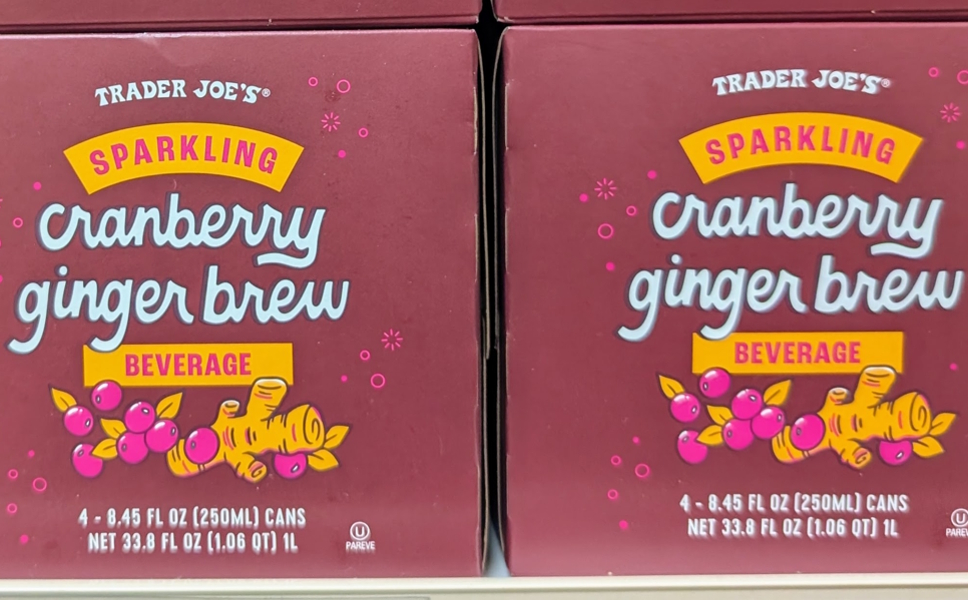 TRADER JOE'S®
SPARKLING
cranberry
ginger brew
BEVERAGE
4 - 8.45 FL OZ (250ML) CANS
NET 33.8 FL OZ (1.06 QT) 1L
U
PAREVE
TRADER JOE'S®
SPARKLING
cranberry
ginger brew
BEVERAGE
4 - 8.45 FL OZ (250ML) CANS
NET 33.8 FL OZ (1.06 QT) 1L
U